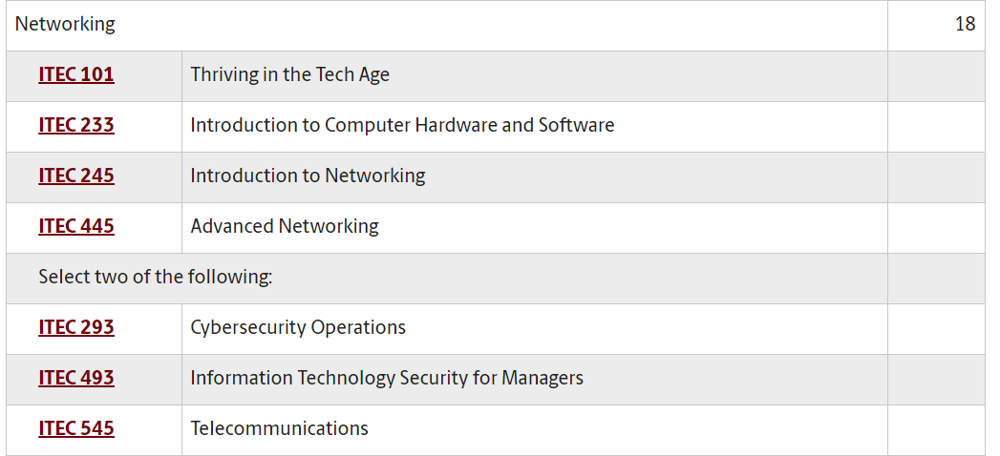 Networking 18
ITEC 101 Thriving in the Tech Age
ITEC 233 Introduction to Computer Hardware and Software
ITEC 245 Introduction to Networking
ITEC 445 Advanced Networking
Select two of the following:
ITEC 293 Cybersecurity Operations
ITEC 493 Information Technology Security for Managers
ITEC 545 Telecommunications